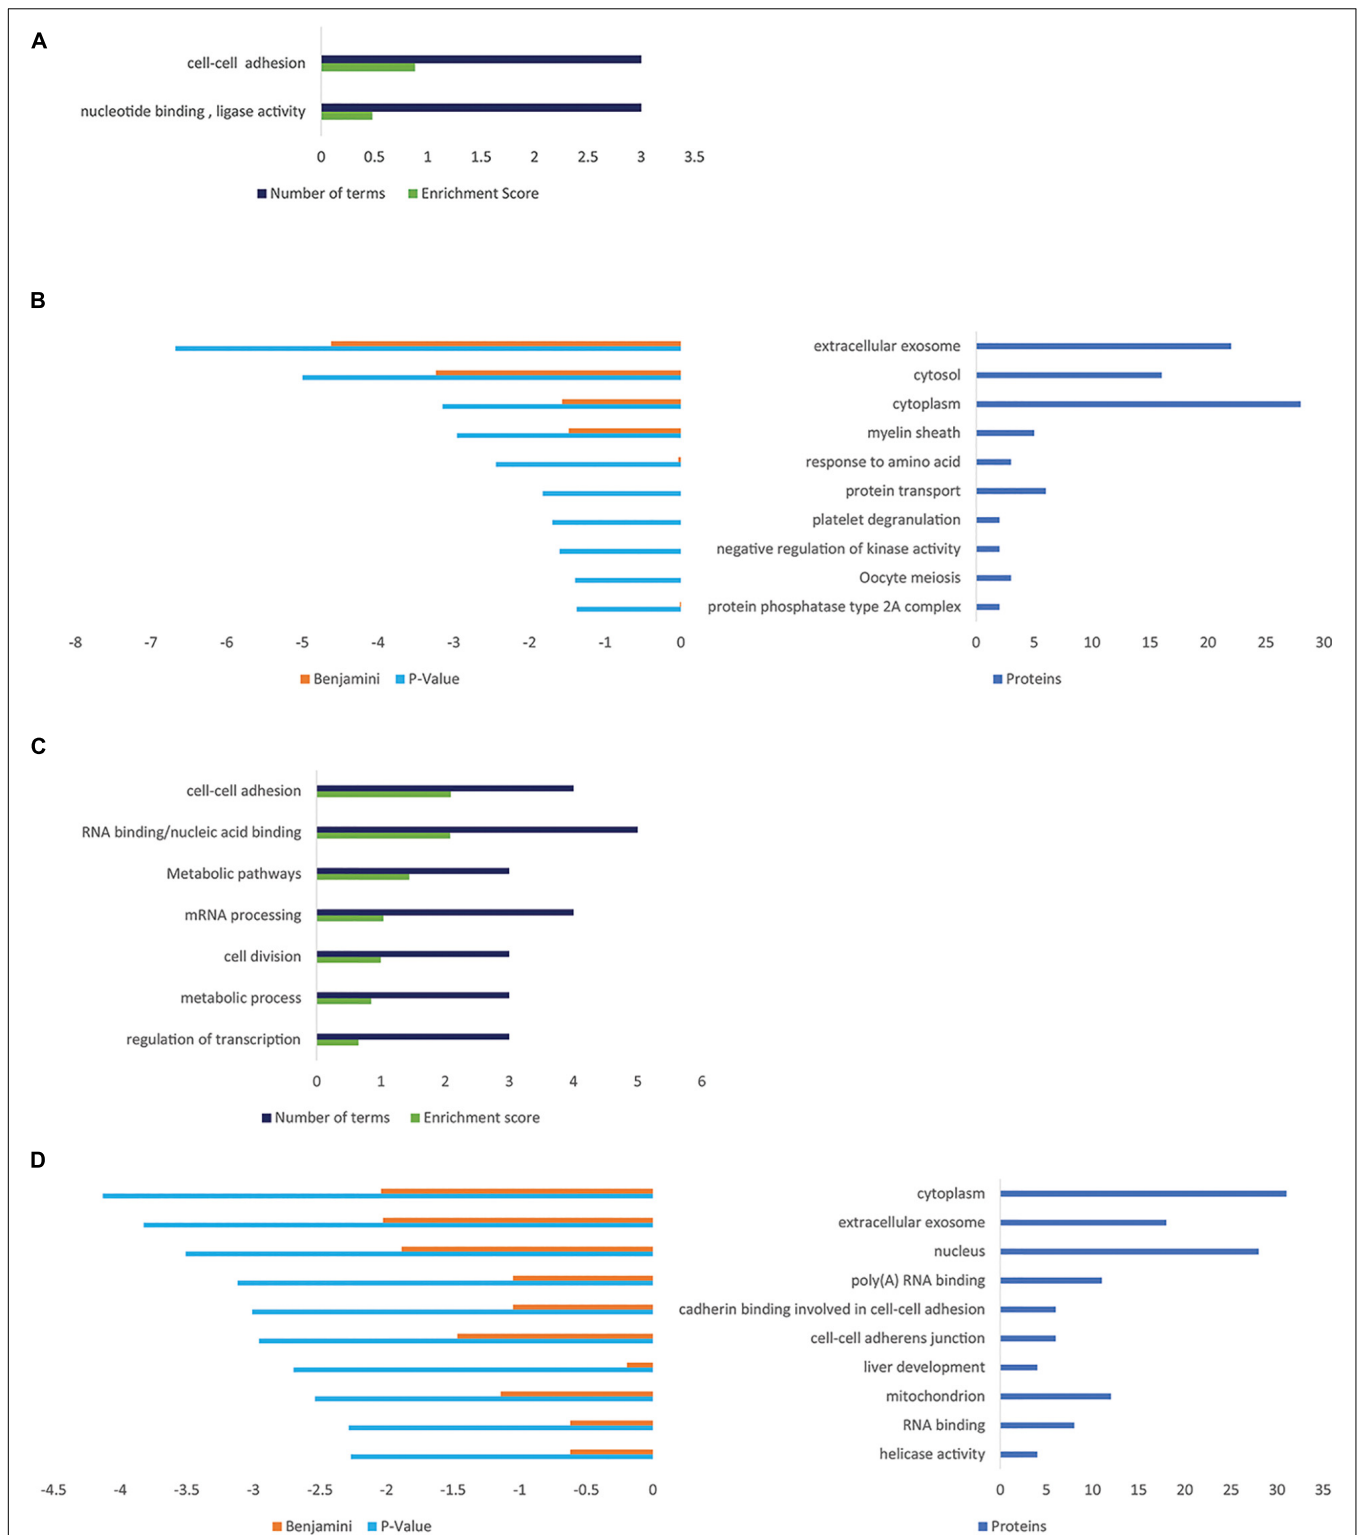 A
cell-cell adhesion
nucleotide binding , ligase activity
0 0.5 1 1.5 2 2.5 3 3.5
Number of terms Enrichment Score
B
extracellular exosome
cytosol
cytoplasm
myelin sheath
response to amino acid
protein transport
platelet degranulation
negative regulation of kinase activity
Oocyte meiosis
protein phosphatase type 2A complex
-8 -7 -6 -5 -4 -3 -2 -1 0 0 5 10 15 20 25 30
Benjamini P-Value Proteins
C
cell-cell adhesion
RNA binding/nucleic acid binding
Metabolic pathways
mRNA processing
cell division
metabolic process
regulation of transcription
0 1 2 3 4 5 6
Number of terms Enrichment score
D
cytoplasm
extracellular exosome
nucleus
poly(A) RNA binding
cadherin binding involved in cell-cell adhesion
cell-cell adherens junction
liver development
mitochondrion
RNA binding
helicase activity
-4.5 -4 -3.5 -3 -2.5 -2 -1.5 -1 -0.5 0 0 5 10 15 20 25 30 35
Benjamini P-Value Proteins